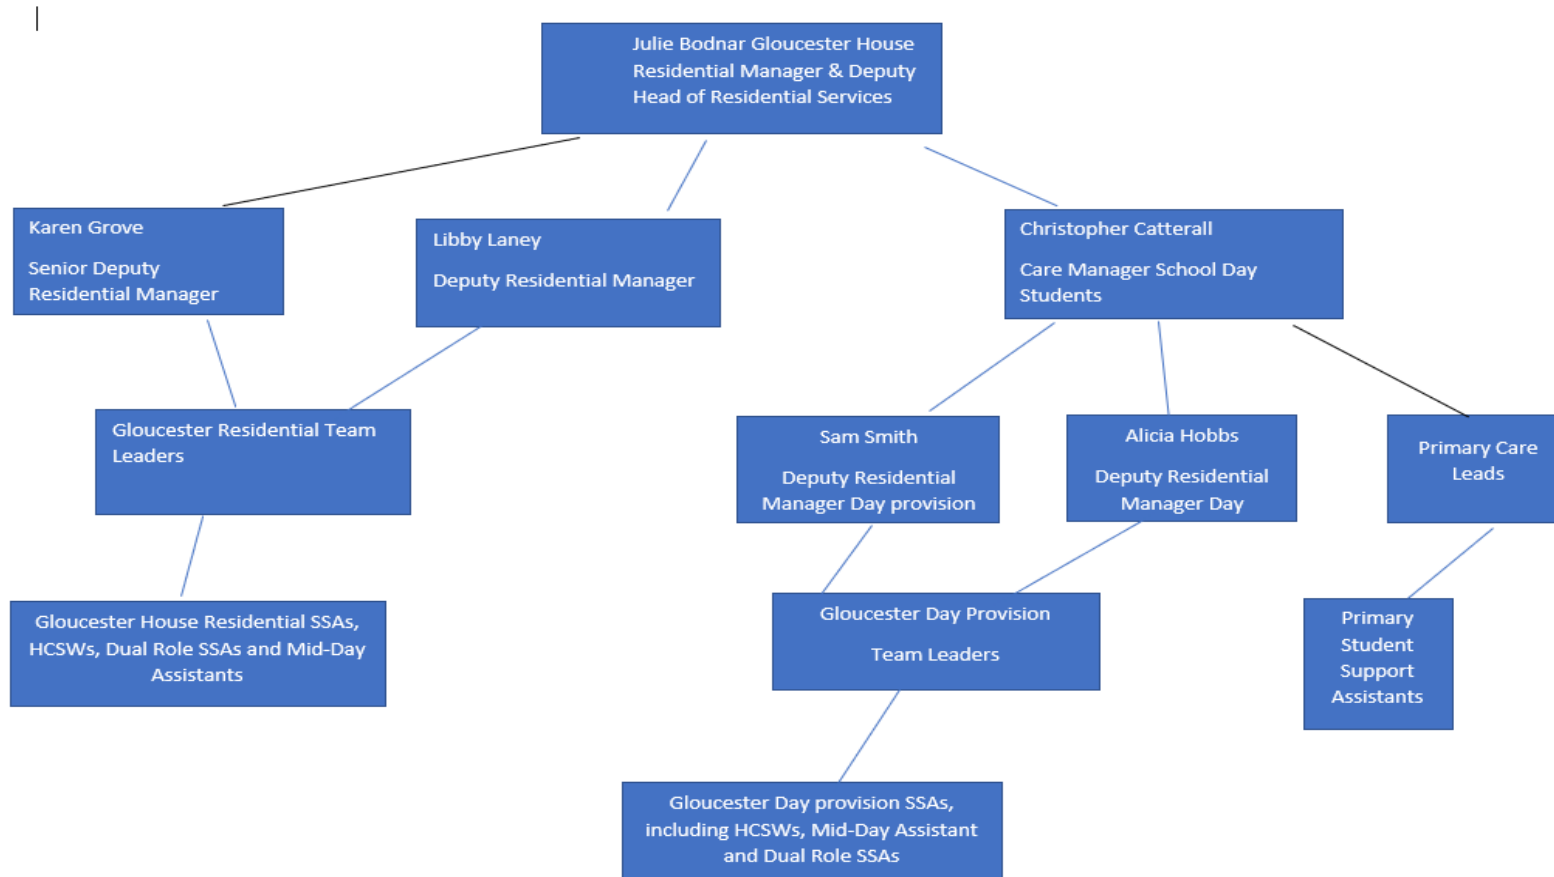 Julie Bodnar Gloucester House
Residential Manager & Deputy
Head of Residential Services
Karen Grove
Senior Deputy
Residential Manager
Libby Laney
Deputy Residential Manager
Christopher Catterall
Care Manager School Day
Students
Gloucester Residential Team
Leaders
Sam Smith
Deputy Residential
Manager Day provision
Alicia Hobbs
Deputy Residential
Manager Day
Primary Care
Leads
Gloucester House Residential SSAs,
HCSWs, Dual Role SSAs and Mid-Day
Assistants
Gloucester Day Provision
Team Leaders
Primary
Student
Support
Assistants
Gloucester Day provision SSAs,
including HCSWs, Mid-Day Assistant
and Dual Role SSAs